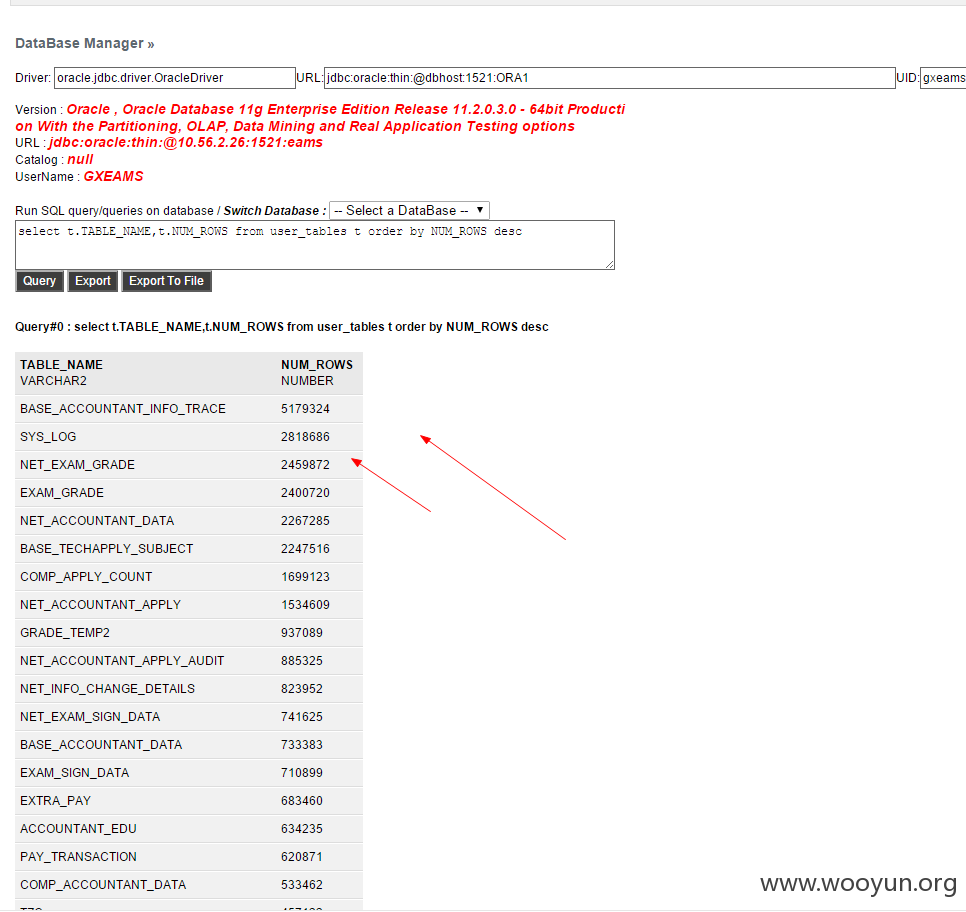 DataBase Manager »
Driver: oracle.jdbc.driver.OracleDriver URL: jdbc:oracle:thin:@dbhost:1521:ORA1 UID: gxeams
Version : Oracle , Oracle Database 11g Enterprise Edition Release 11.2.0.3.0 - 64bit Producti
on With the Partitioning, OLAP, Data Mining and Real Application Testing options
URL : jdbc:oracle:thin:@10.56.2.26:1521:eams
Catalog : null
UserName : GXEAMS
Run SQL query/queries on database / Switch Database : -- Select a DataBase -- ▼
select t.TABLE_NAME,t.NUM_ROWS from user_tables t order by NUM_ROWS desc
Query Export Export To File
Query#0 : select t.TABLE_NAME,t.NUM_ROWS from user_tables t order by NUM_ROWS desc
TABLE_NAME NUM_ROWS
VARCHAR2 NUMBER
BASE_ACCOUNTANT_INFO_TRACE 5179324
SYS_LOG 2818686
NET_EXAM_GRADE 2459872
EXAM_GRADE 2400720
NET_ACCOUNTANT_DATA 2267285
BASE_TECHAPPLY_SUBJECT 2247516
COMP_APPLY_COUNT 1699123
NET_ACCOUNTANT_APPLY 1534609
GRADE_TEMP2 937089
NET_ACCOUNTANT_APPLY_AUDIT 885325
NET_INFO_CHANGE_DETAILS 823952
NET_EXAM_SIGN_DATA 741625
BASE_ACCOUNTANT_DATA 733383
EXAM_SIGN_DATA 710899
EXTRA_PAY 683460
ACCOUNTANT_EDU 634235
PAY_TRANSACTION 620871
COMP_ACCOUNTANT_DATA 533462
www.wooyun.org